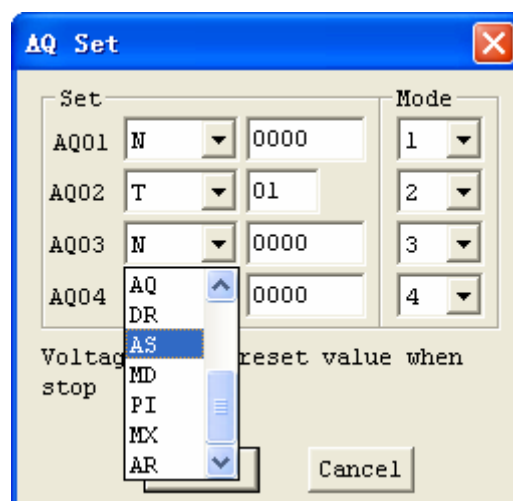 AQ Set
Set Mode
AQ01 N 0000 1
AQ02 T 01 2
AQ03 N 0000 3
AQ04 0000 4
AQ
DR
AS
MD
PI
MX
AR
Voltag reset value when
stop
Cancel